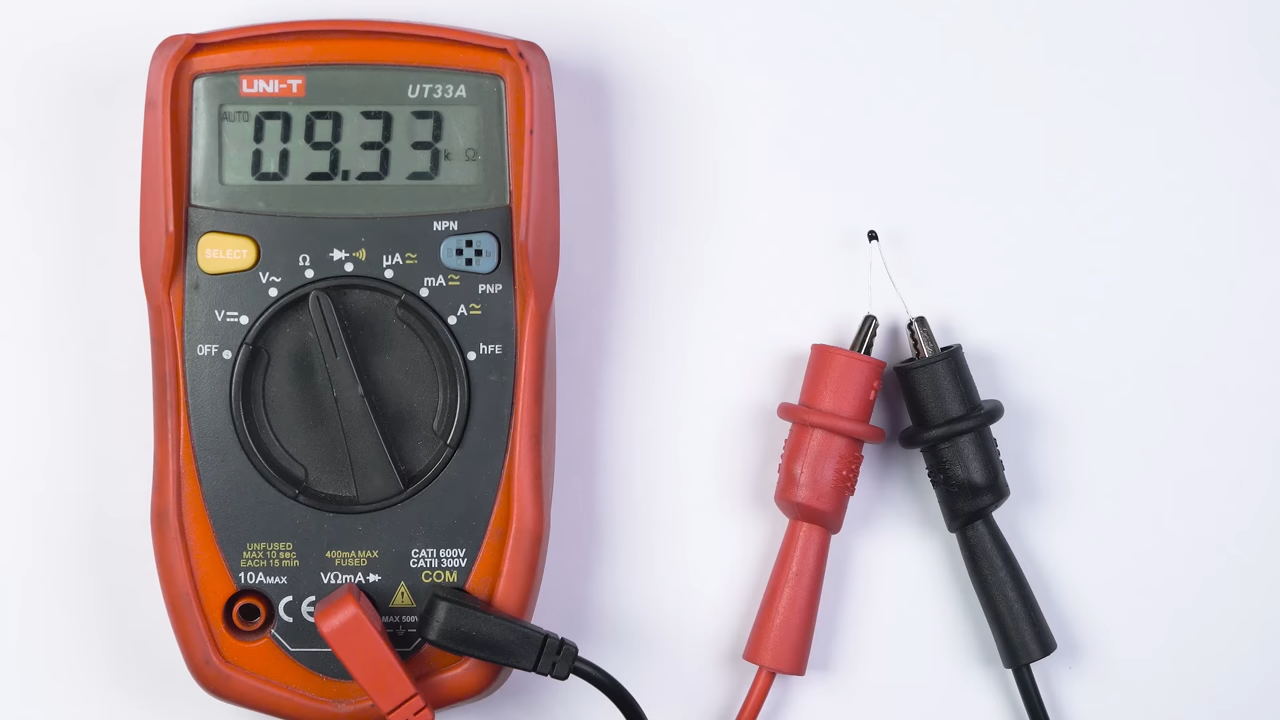 UNI-T
UT33A
AUTO
09.33 k Ω
NPN
SELECT
Ω
µA
V~
mA
PNP
V
A
OFF
hFE
UNFUSED
MAX 10 sec
EACH 15 min
10AMAX
400mA MAX
FUSED
VΩmA
CATI 600V
CATII 300V
COM
CE
MAX 500V